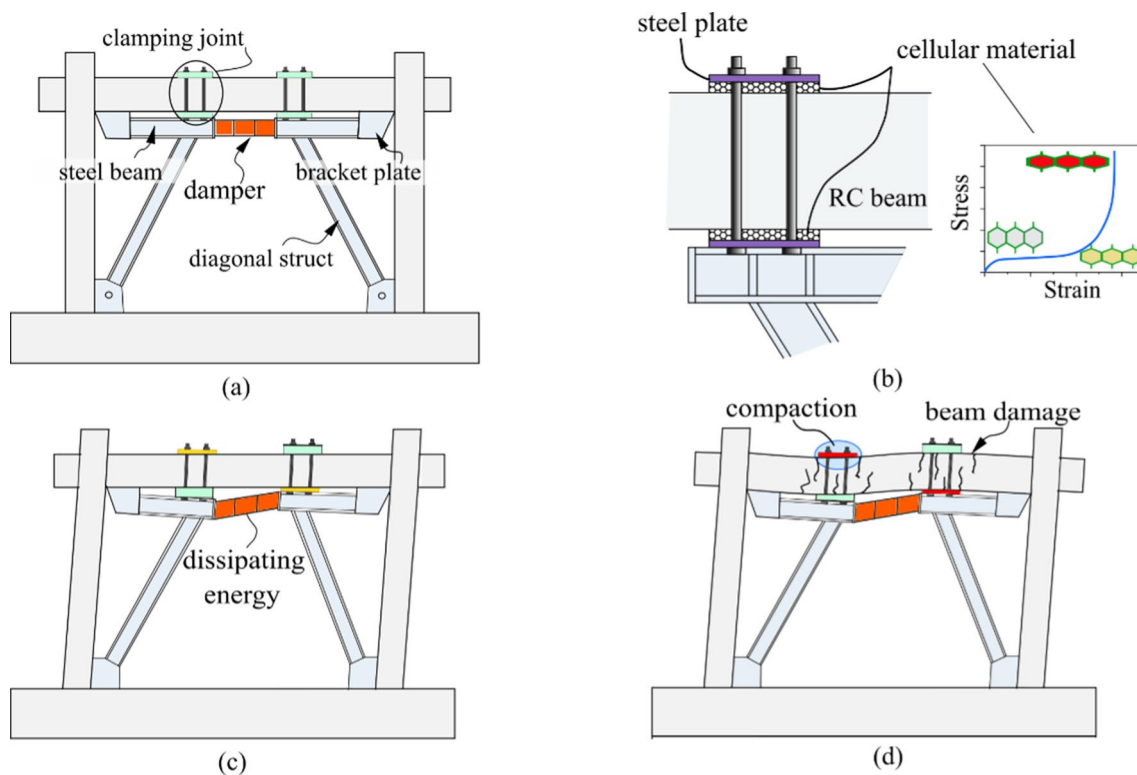 clamping joint
steel beam
damper
bracket plate
diagonal struct
(a)
steel plate
cellular material
RC beam
Stress
Strain
(b)
dissipating
energy
(c)
compaction
beam damage
(d)